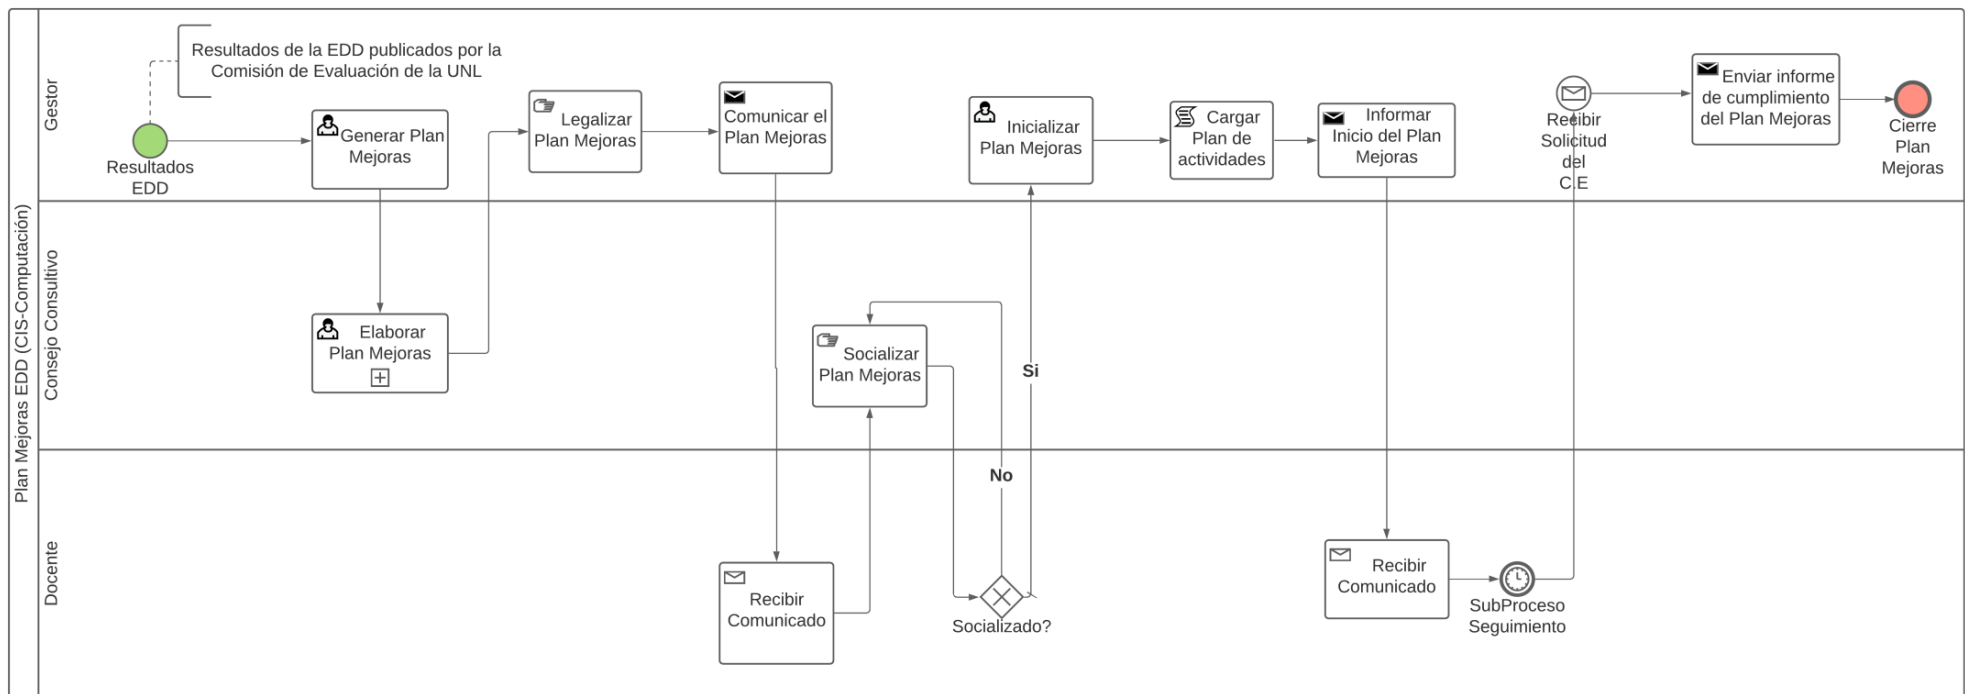 Plan Mejoras EDD (CIS-Computación)
Gestor
Resultados de la EDD publicados por la
Comisión de Evaluación de la UNL
Resultados
EDD
Generar Plan
Mejoras
Legalizar
Plan Mejoras
Comunicar el
Plan Mejoras
Inicializar
Plan Mejoras
Cargar
Plan de
actividades
Informar
Inicio del Plan
Mejoras
Recibir
Solicitud
del
C.E
Enviar informe
de cumplimiento
del Plan Mejoras
Cierre
Plan
Mejoras
Consejo Consultivo
Elaborar
Plan Mejoras
Socializar
Plan Mejoras
Si
No
Docente
Recibir
Comunicado
Socializado?
Recibir
Comunicado
SubProceso
Seguimiento